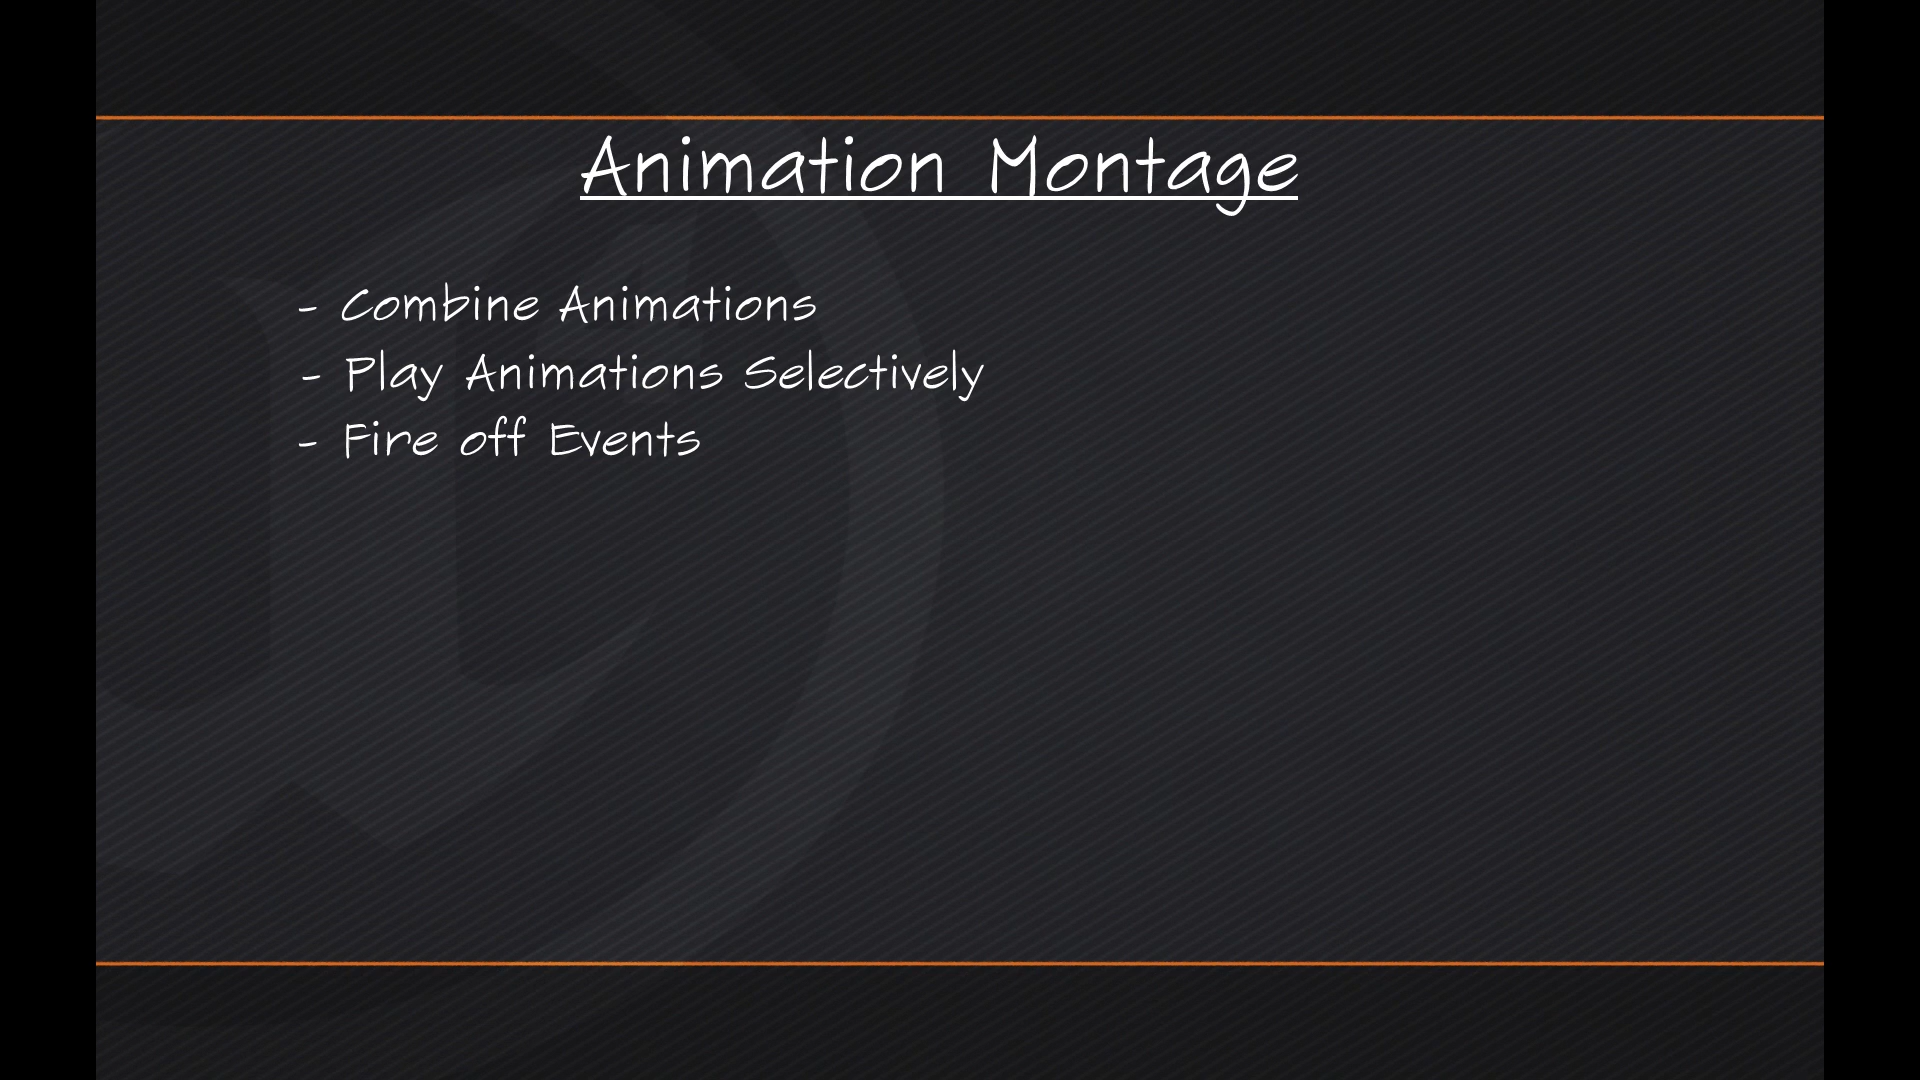 Animation Montage
- Combine Animations
- Play Animations Selectively
- Fire off Events